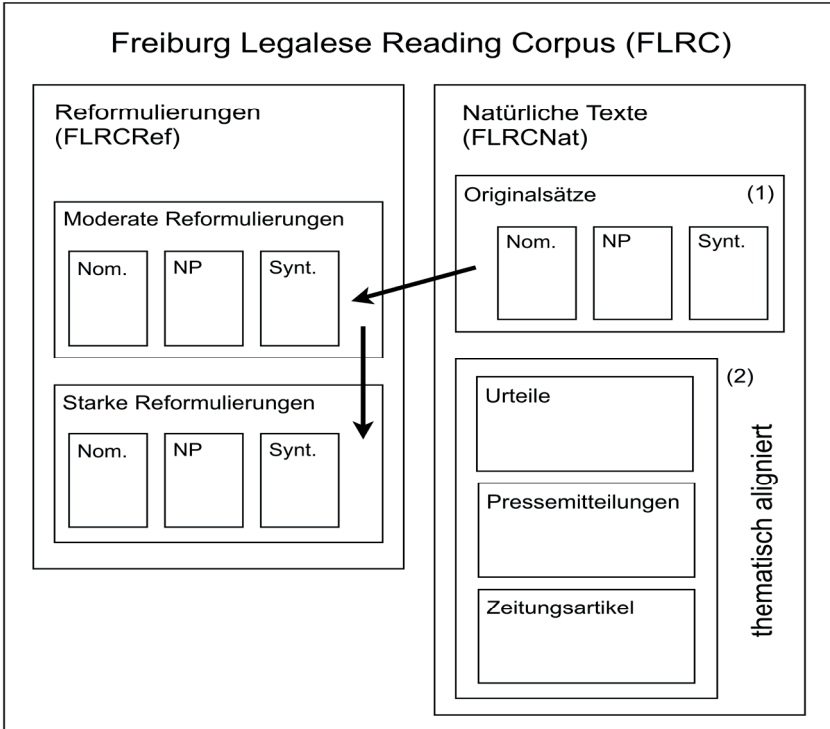 Freiburg Legalese Reading Corpus (FLRC)
Reformulierungen
(FLRCRef)
Moderate Reformulierungen
Nom.
NP
Synt.
Starke Reformulierungen
Nom.
NP
Synt.
Natürliche Texte
(FLRCNat)
Originalsätze
(1)
Nom.
NP
Synt.
(2)
Urteile
Pressemitteilungen
Zeitungsartikel
thematisch aligniert